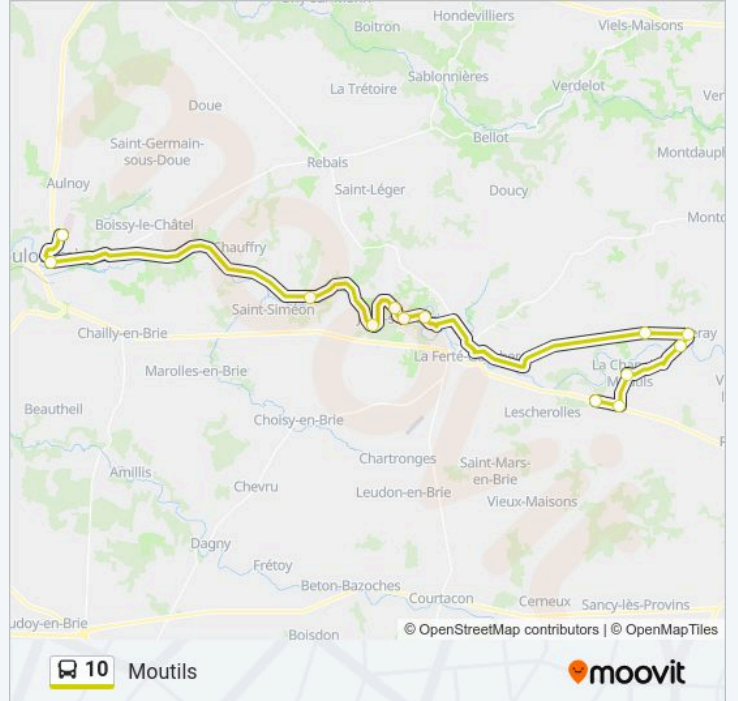 Hondevilliers
Boitron
Viels-Maisons
Sablonnières
La Trétoire
Verdelot
Doue
Bellot
Saint-Germain-
sous-Doue
Rebais
Montdauph
Aulnoy
Saint-Léger
Doucy
Boissy-le-Châtel
Chauffry
Saint-Siméon
Chailly-en-Brie
La Ferté-
Marolles-en-Brie
Beautheil
Lescherolles
Choisy-en-Brie
Chartronges
Saint-Mars-
en-Brie
Amillis
Chevru
Leudon-en-Brie
Vieux-Maisons
Dagny
Frétoy
Beton-Bazoches
Courtacon
Cerneux
Sancy-lès-Provins
udoy-en-Brie
Boisdon
© OpenStreetMap contributors | © OpenMapTiles
10 Moutils
moovit